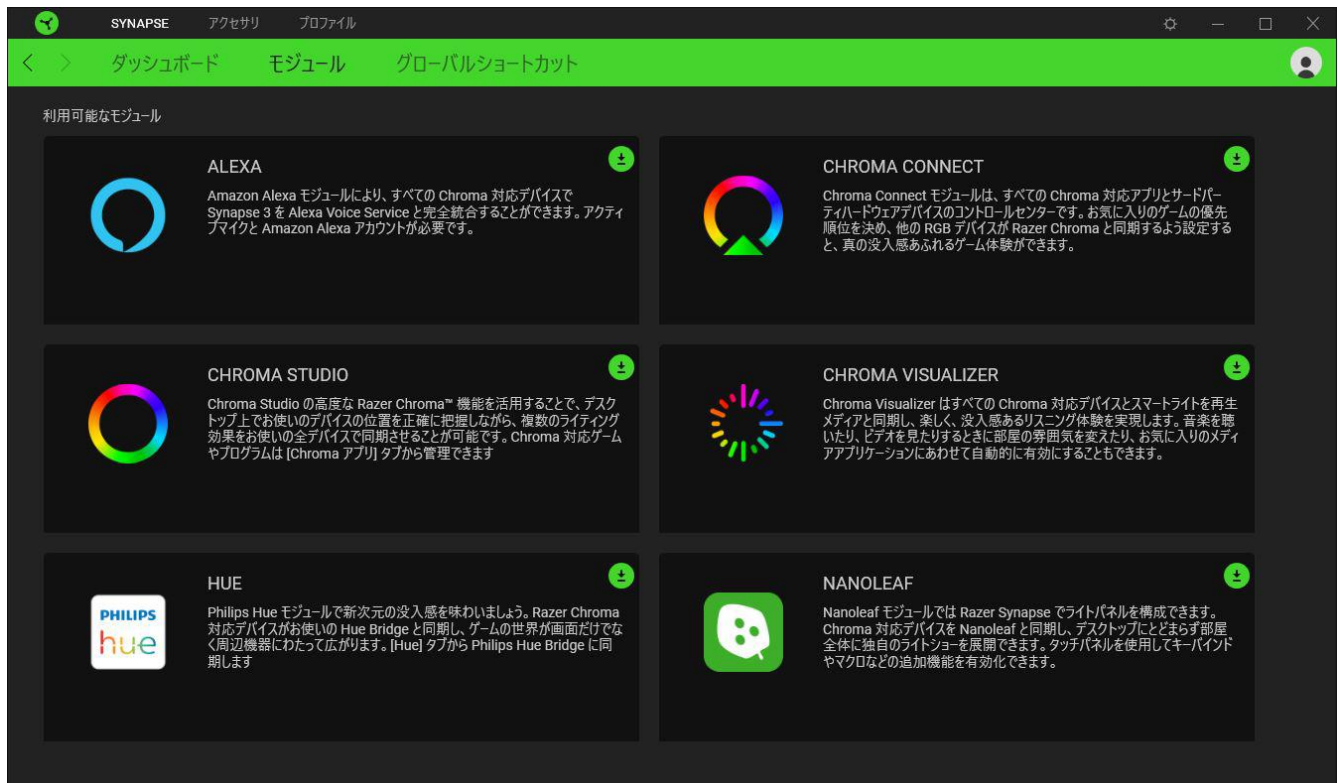 SYNAPSE アクセサリ プロファイル
ダッシュボード モジュール グローバルショートカット
利用可能なモジュール
ALEXA
Amazon Alexa モジュールにより、すべての Chroma 対応デバイスで
Synapse 3 を Alexa Voice Service と完全統合することができます。アクティ
ブマイクと Amazon Alexa アカウントが必要です。
CHROMA CONNECT
Chroma Connect モジュールは、すべての Chroma 対応アプリとサードパー
ティハードウェアデバイスのコントロールセンターです。お気に入りのゲームの優先
順位を決め、他の RGB デバイスが Razer Chroma と同期するよう設定する
と、真の没入感あふれるゲーム体験ができます。
CHROMA STUDIO
Chroma Studio の高度な Razer Chroma™ 機能を活用することで、デスク
トップ上でお使いのデバイスの位置を正確に把握しながら、複数のライティング
効果をお使いの全デバイスで同期させることが可能です。Chroma 対応ゲーム
やプログラムは [Chroma アプリ] タブから管理できます
CHROMA VISUALIZER
Chroma Visualizer はすべての Chroma 対応デバイスとスマートライトを再生
メディアと同期し、楽しく、没入感あるリスニング体験を実現します。音楽を聴
いたり、ビデオを見たりするときに部屋の雰囲気を変えたり、お気に入りのメディ
アアプリケーションにあわせて自動的に有効にすることもできます。
PHILIPS
hue
HUE
Philips Hue モジュールで新次元の没入感を味わいましょう。Razer Chroma
対応デバイスがお使いの Hue Bridge と同期し、ゲームの世界が画面だけでな
く周辺機器にわたって広がります。[Hue] タブから Philips Hue Bridge に同
期します
NANOLEAF
Nanoleaf モジュールでは Razer Synapse でライトパネルを構成できます。
Chroma 対応デバイスを Nanoleaf と同期し、デスクトップにとどまらず部屋
全体に独自のライトショーを展開できます。タッチパネルを使用してキーバインド
やマクロなどの追加機能を有効化できます。